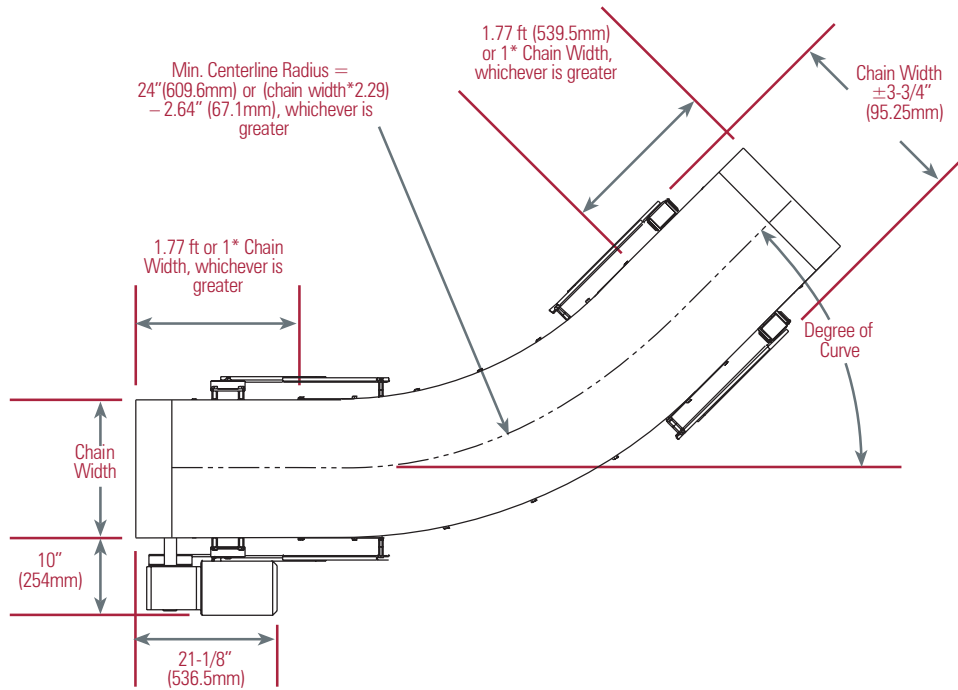 1.77 ft (539.5mm)
or 1* Chain Width,
whichever is greater
Min. Centerline Radius =
24”(609.6mm) or (chain width*2.29)
– 2.64” (67.1mm), whichever is
greater
Chain Width
±3-3/4”
(95.25mm)
1.77 ft or 1* Chain
Width, whichever is
greater
Degree of
Curve
Chain
Width
10”
(254mm)
21-1/8”
(536.5mm)